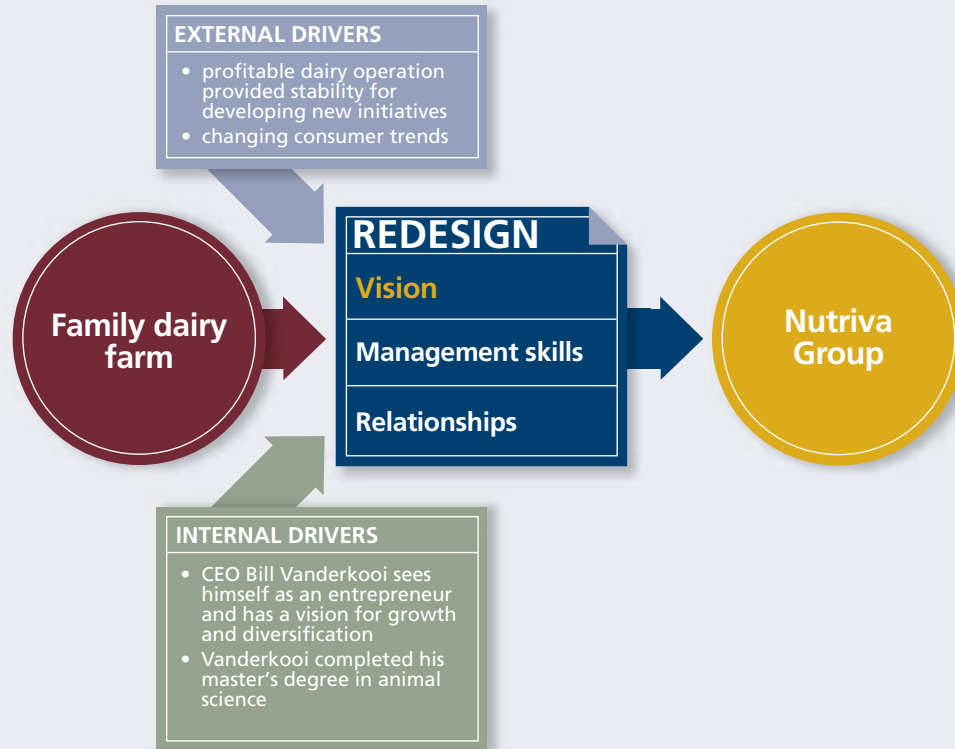 EXTERNAL DRIVERS
• profitable dairy operation
provided stability for
developing new initiatives
• changing consumer trends
Family dairy
farm
REDESIGN
Vision
Management skills
Relationships
Nutriva
Group
INTERNAL DRIVERS
• CEO Bill Vanderkooi sees
himself as an entrepreneur
and has a vision for growth
and diversification
• Vanderkooi completed his
master’s degree in animal
science